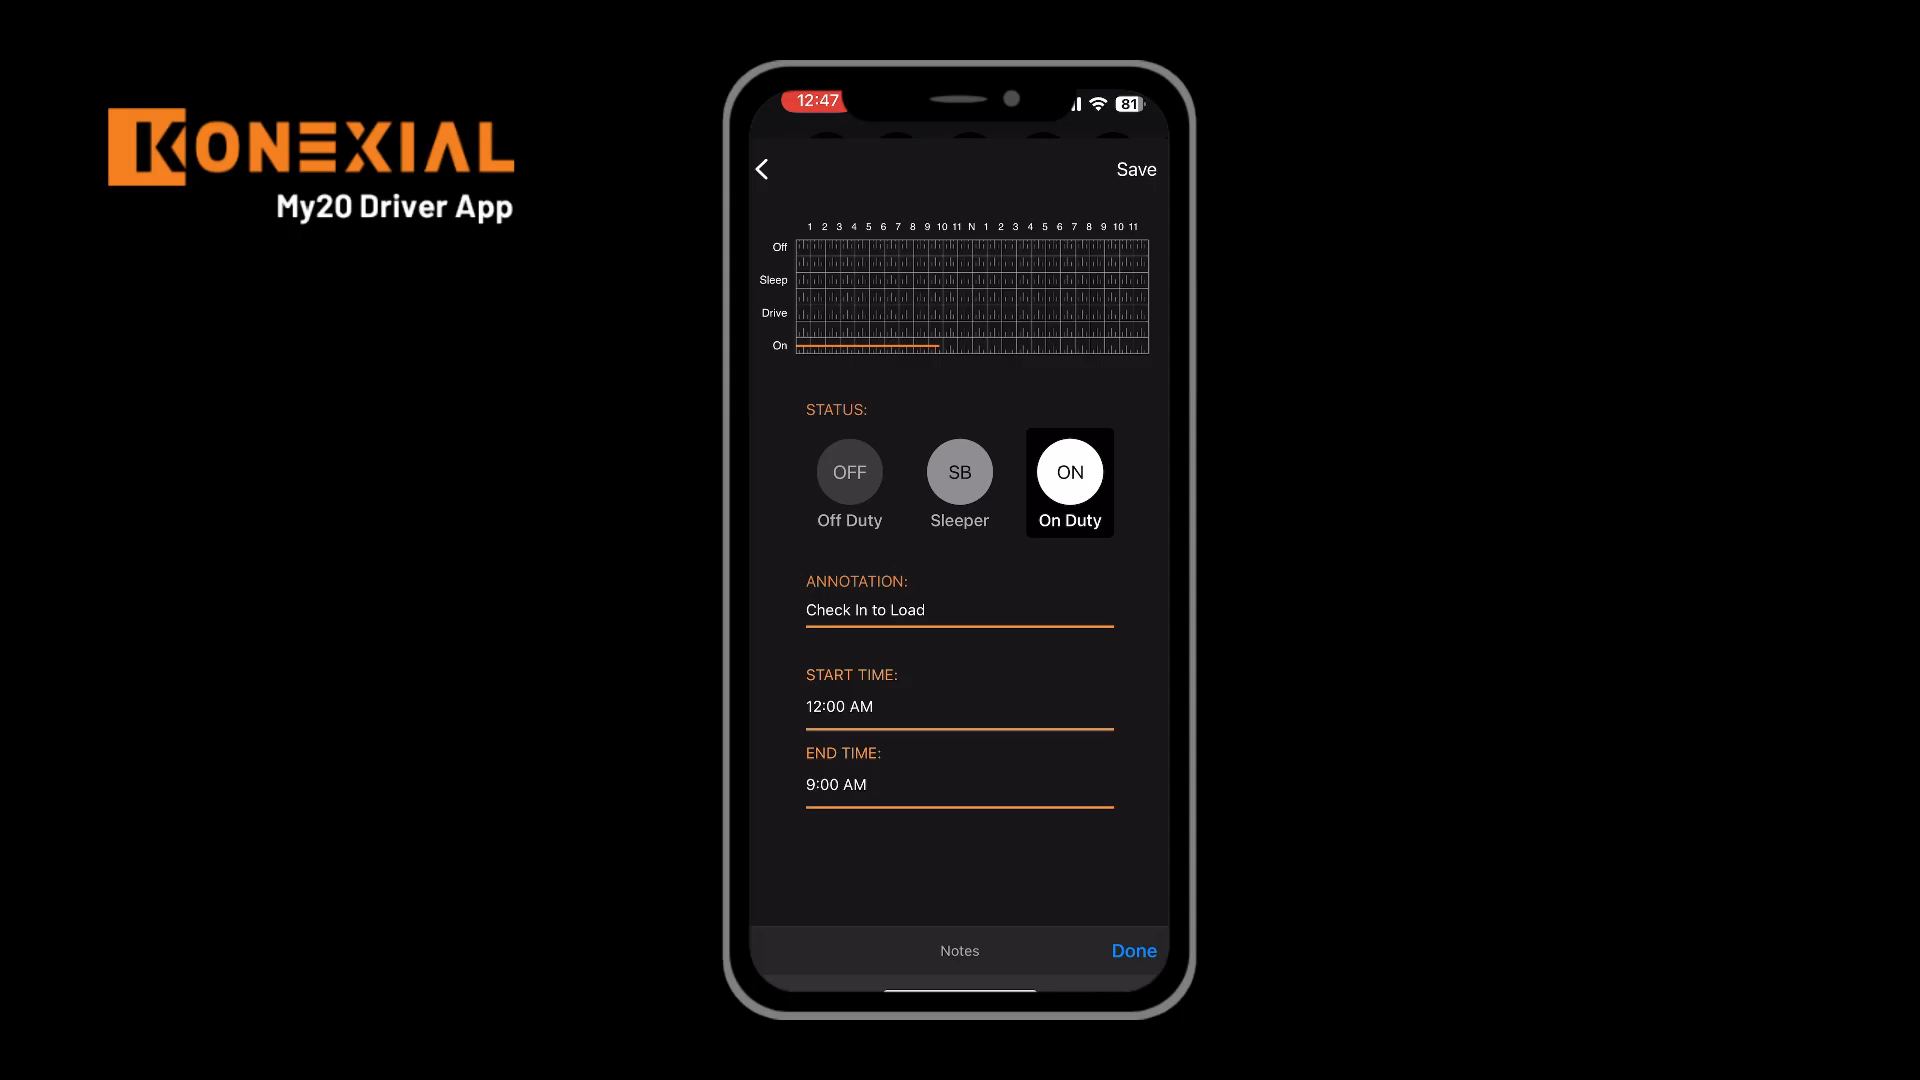 KONEXIAL
My20 Driver App
12:47
81
Save
1 2 3 4 5 6 7 8 9 10 11 N 1 2 3 4 5 6 7 8 9 10 11
Off
Sleep
Drive
On
STATUS:
OFF SB ON
Off Duty Sleeper On Duty
ANNOTATION:
Check In to Load
START TIME:
12:00 AM
END TIME:
9:00 AM
Notes
Done